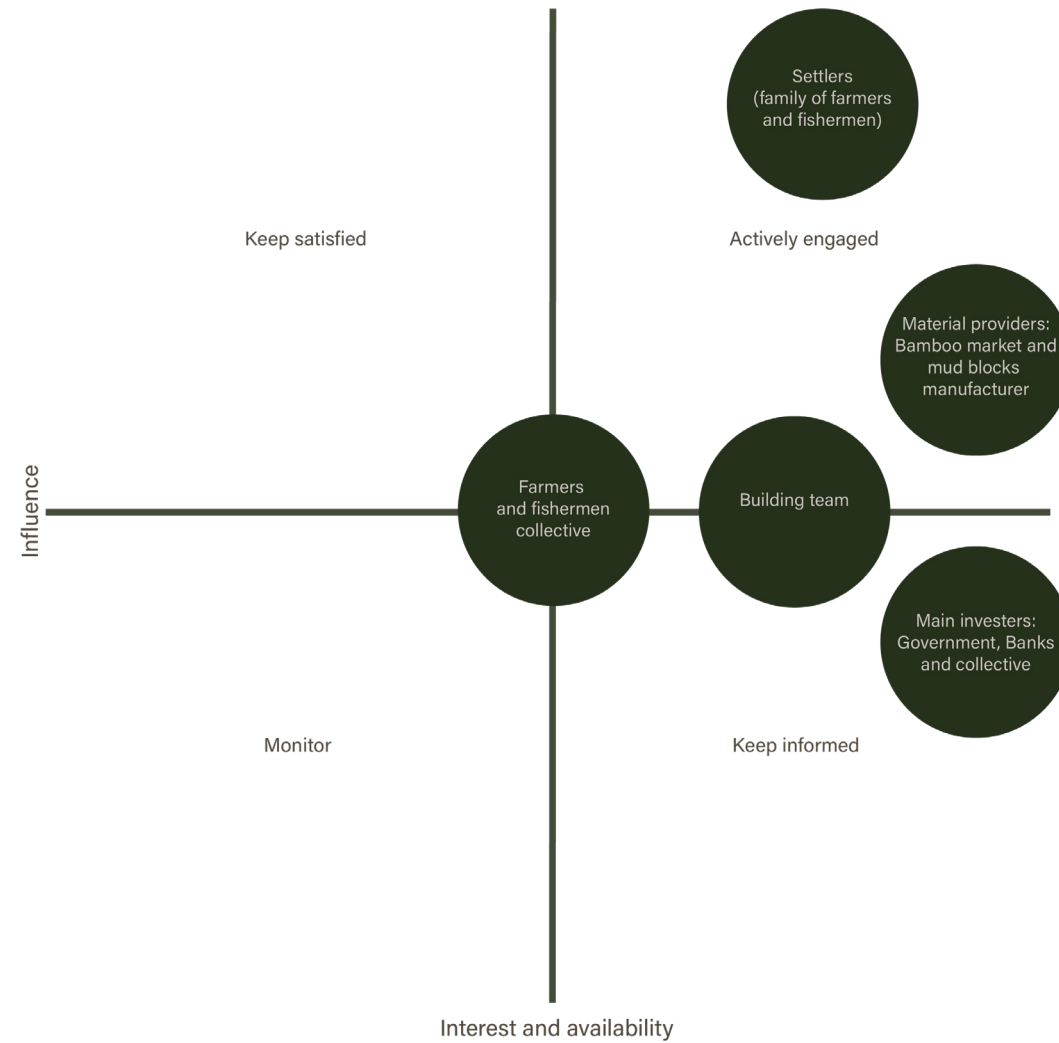 Settlers
(family of farmers
and fishermen)
Keep satisfied
Actively engaged
Material providers:
Bamboo market and
mud blocks
manufacturer
Influence
Farmers
and fishermen
collective
Building team
Main investers:
Government, Banks
and collective
Monitor
Keep informed
Interest and availability